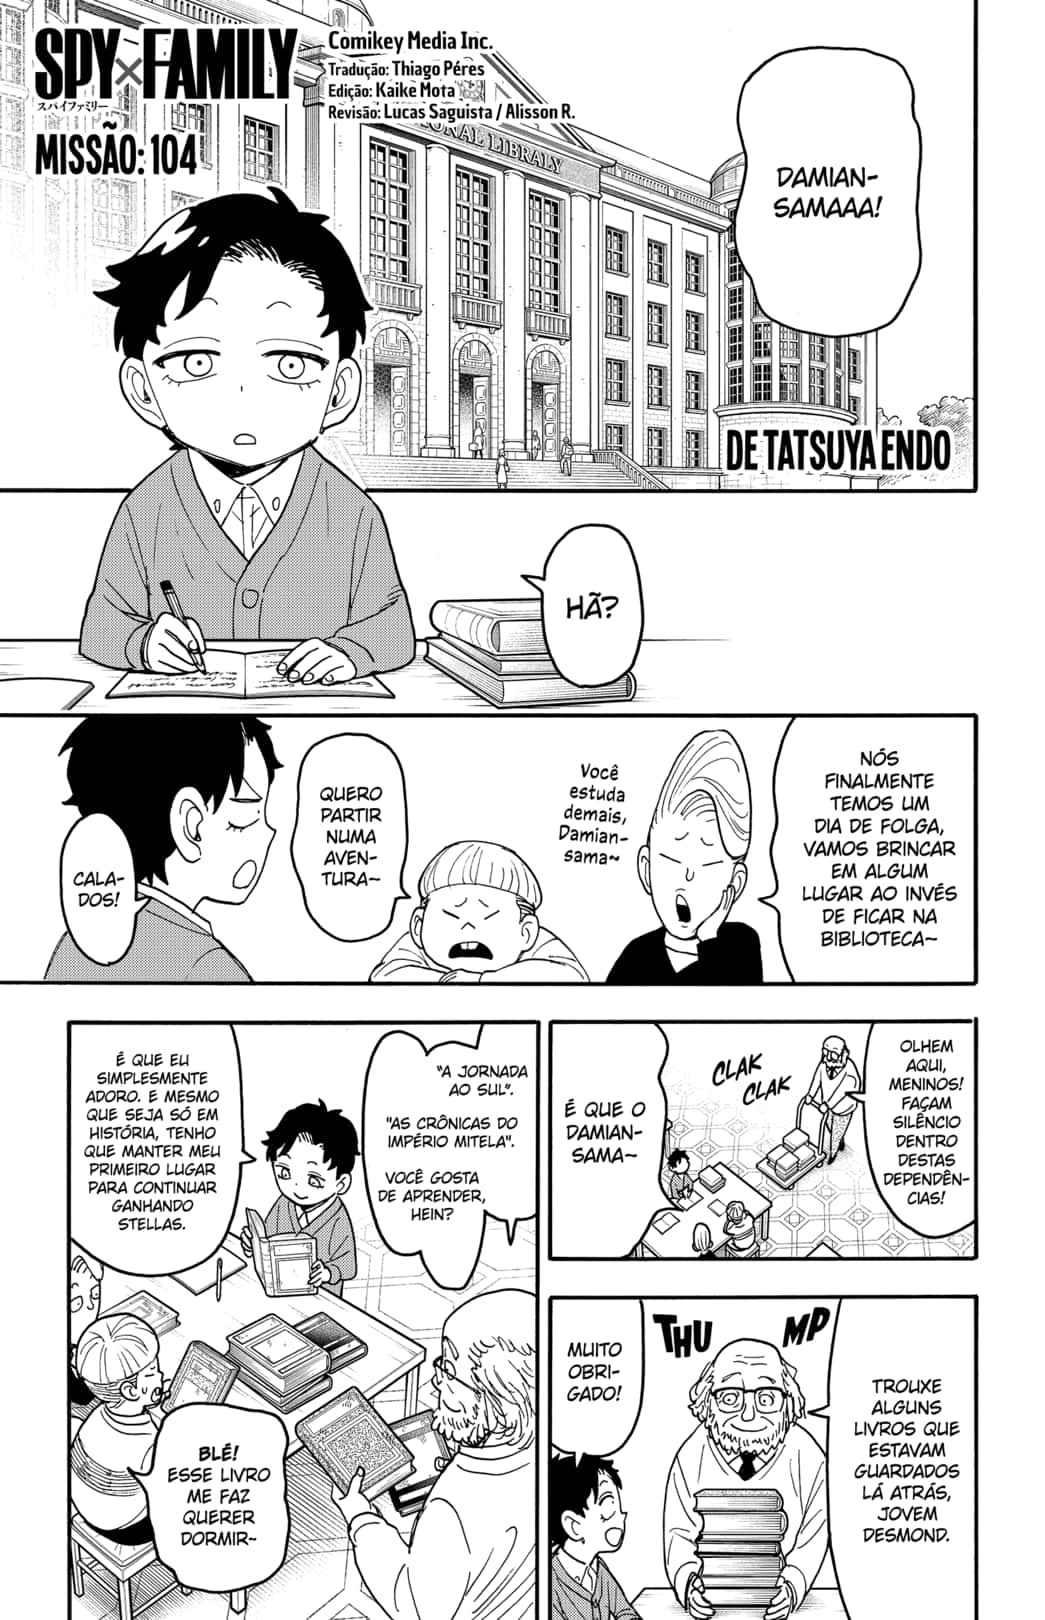 SPY×FAMILY
スパイファミリー
MISSÃO: 104
Comikey Media Inc.
Tradução: Thiago Péres
Edição: Kaike Mota
Revisão: Lucas Saguista / Alisson R.
LIBRALY
DAMIAN-
SAMAAA!
DE TATSUYA ENDO
HÃ?
NÓS
FINALMENTE
TEMOS UM
DIA DE FOLGA,
VAMOS BRINCAR
EM ALGUM
LUGAR AO INVÉS
DE FICAR NA
BIBLIOTECA~
Você
estuda
demais,
Damian-
sama~
QUERO
PARTIR
NUMA
AVEN-
TURA~
CALA-
DOS!
OLHEM
AQUI,
MENINOS!
FAÇAM
SILÊNCIO
DENTRO
DESTAS
DEPENDÊN-
CIAS!
CLAK
CLAK
É QUE O
DAMIAN-
SAMA~
THUMP
TROUXE
ALGUNS
LIVROS QUE
ESTAVAM
GUARDADOS
LÁ ATRÁS,
JOVEM
DESMOND.
MUITO
OBRI-
GADO!
"A JORNADA
AO SUL".
"AS CRÔNICAS DO
IMPÉRIO MITELA".
VOCÊ GOSTA
DE APRENDER,
HEIN?
É QUE EU
SIMPLESMENTE
ADORO. E MESMO
QUE SEJA SÓ EM
HISTÓRIA, TENHO
QUE MANTER MEU
PRIMEIRO LUGAR
PARA CONTINUAR
GANHANDO
STELLAS.
BLÉ!
ESSE LIVRO
ME FAZ
QUERER
DORMIR~